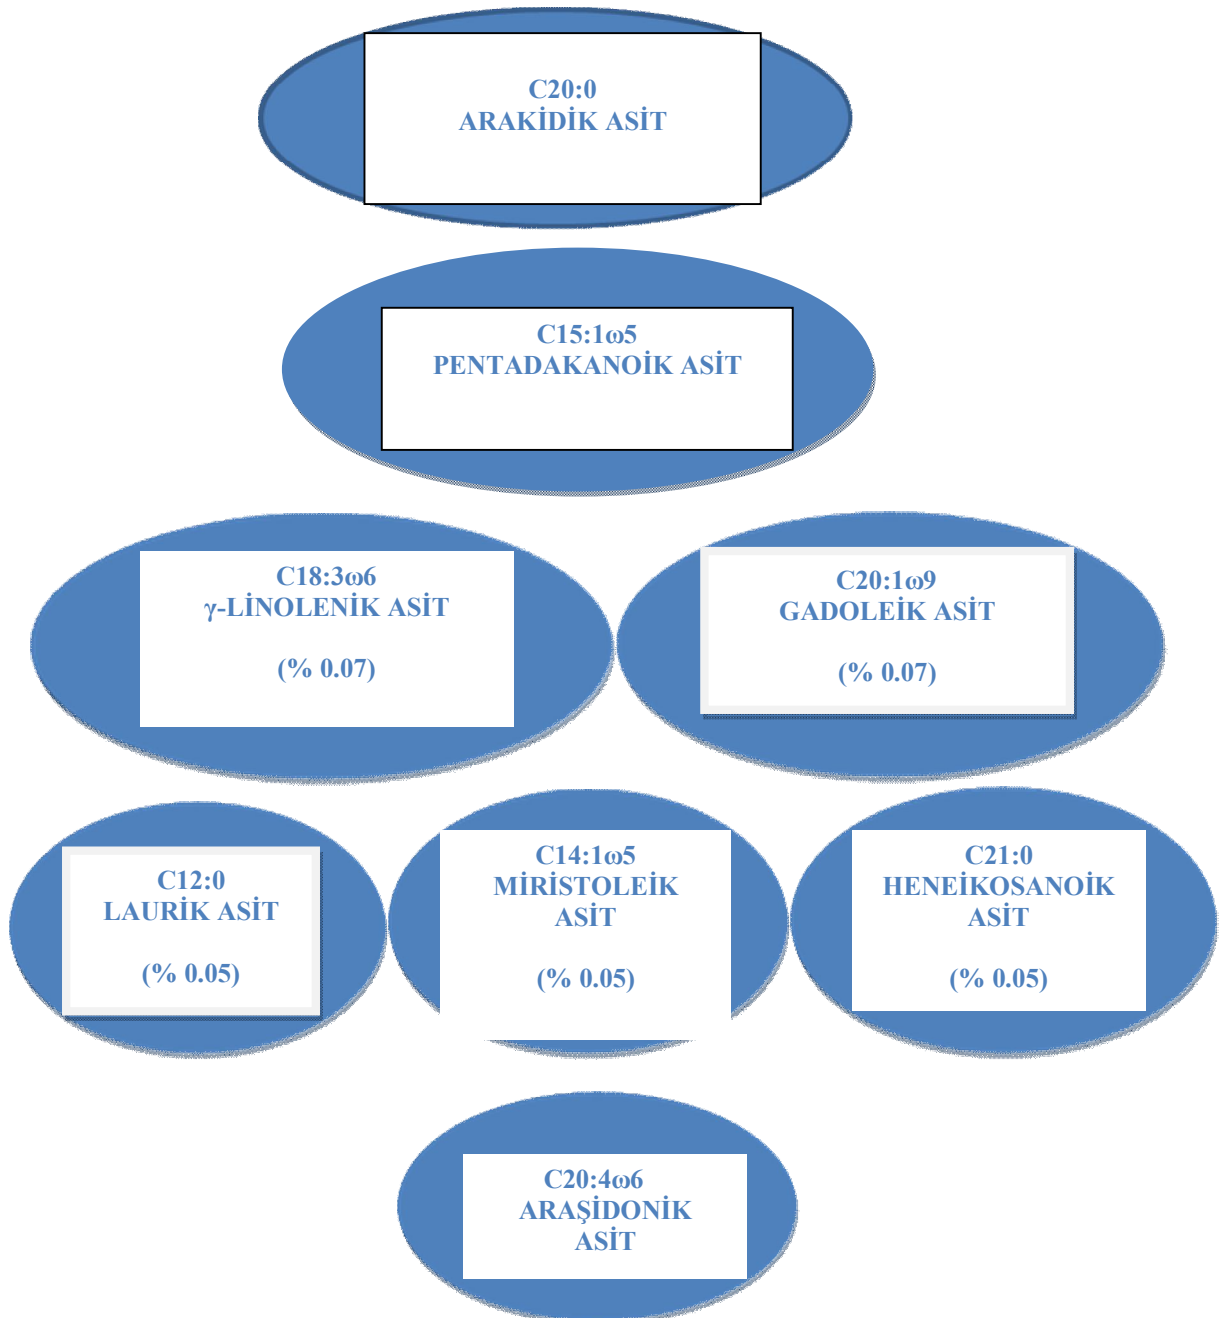 C20:0
ARAKİDİK ASİT
C15:1ω5
PENTADAKANOİK ASİT
C18:3ω6
γ-LİNOLENİK ASİT
(% 0.07)
C20:1ω9
GADOLEİK ASİT
(% 0.07)
C12:0
LAURİK ASİT
(% 0.05)
C14:1ω5
MİRİSTOLEİK
ASİT
(% 0.05)
C21:0
HENEİKOSANOİK
ASİT
(% 0.05)
C20:4ω6
ARAŞİDONİK
ASİT